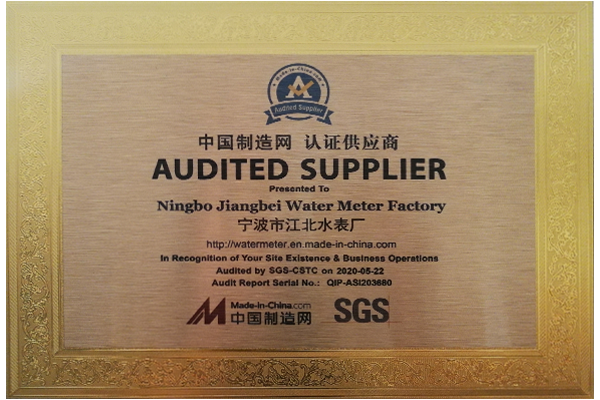 Made-in-China.com
Audited Supplier
中国制造网 认证供应商
AUDITED SUPPLIER
Presented To
Ningbo Jiangbei Water Meter Factory
宁波市江北水表厂
http://watermeter.en.made-in-china.com
In Recognition of Your Site Existence & Business Operations
Audited by SGS-CSTC on 2020-05-22
Audit Report Serial No.: QIP-ASI203680
Made-in-China.com
中国制造网
SGS